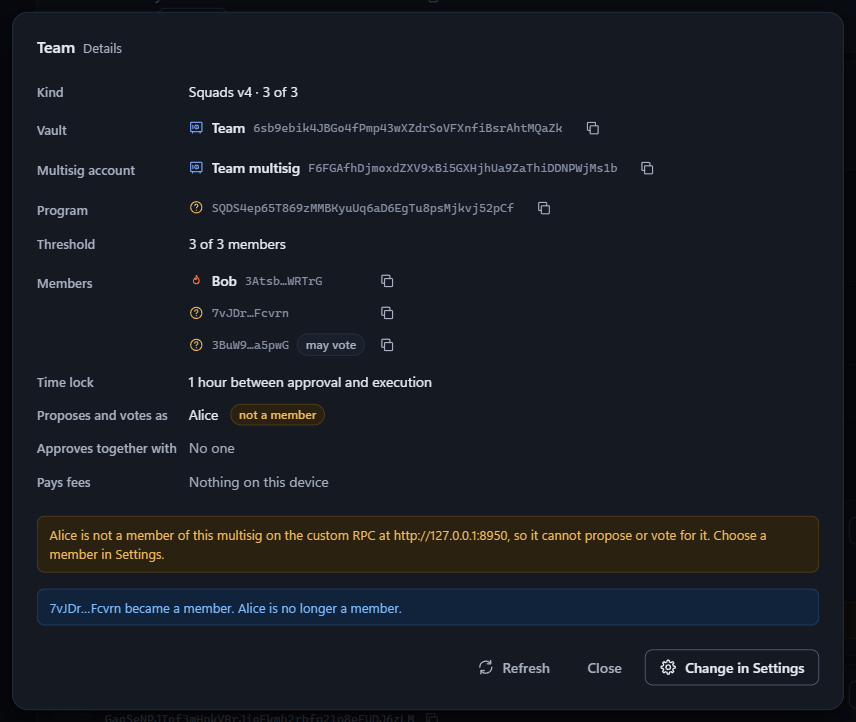 Team Details
Kind Squads v4 · 3 of 3
Vault Team 6sb9ebik4JBGo4fPmp43wXZdrSoVFXnfiBsrAhtMQaZk
Multisig account Team multisig F6FGAfhDjmoxdZXV9xBi5GXHjhUa9ZaThiDDNPWjMs1b
Program SQDS4ep65T869zMMBKyuUq6aD6EgTu8psMjkvj52pCf
Threshold 3 of 3 members
Members Bob 3Atsb…WRTrG
7vJDr…Fcvrn
3BuW9…a5pwG may vote
Time lock 1 hour between approval and execution
Proposes and votes as Alice not a member
Approves together with No one
Pays fees Nothing on this device
Alice is not a member of this multisig on the custom RPC at http://127.0.0.1:8950, so it cannot propose or vote for it. Choose a
member in Settings.
7vJDr…Fcvrn became a member. Alice is no longer a member.
Refresh Close Change in Settings